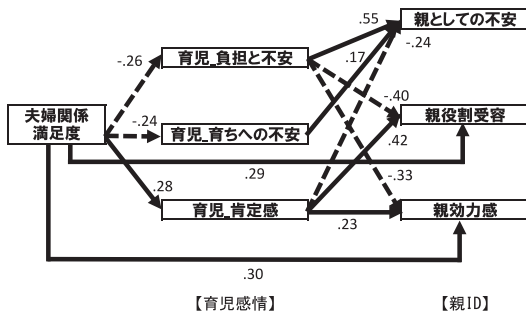 .55
親としての不安
-.24
-.26
育児_負担と不安
.17
-.40
夫婦関係
満足度
-.24
育児_育ちへの不安
親役割受容
.42
.29
-.33
.28
育児_肯定感
.23
親効力感
.30
【育児感情】
【親ID】